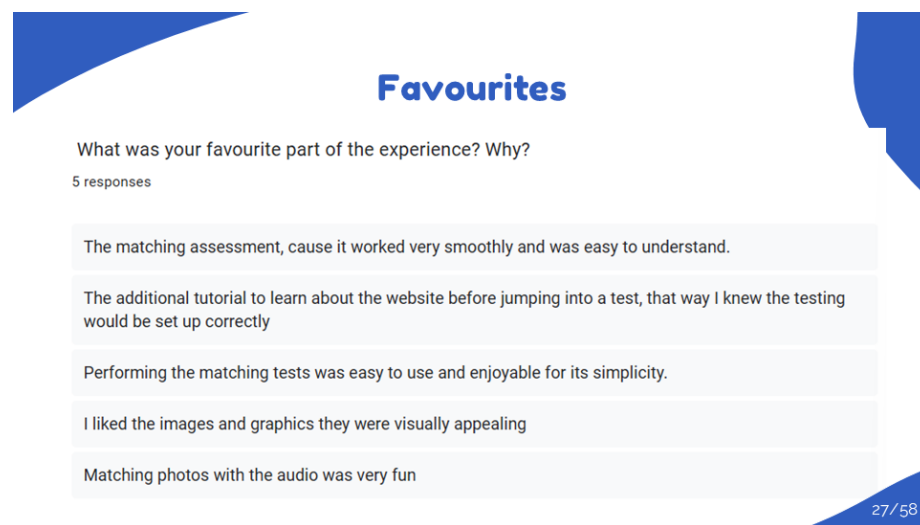 Favourites
What was your favourite part of the experience? Why?
5 responses
The matching assessment, cause it worked very smoothly and was easy to understand.
The additional tutorial to learn about the website before jumping into a test, that way I knew the testing
would be set up correctly
Performing the matching tests was easy to use and enjoyable for its simplicity.
I liked the images and graphics they were visually appealing
Matching photos with the audio was very fun
27/58